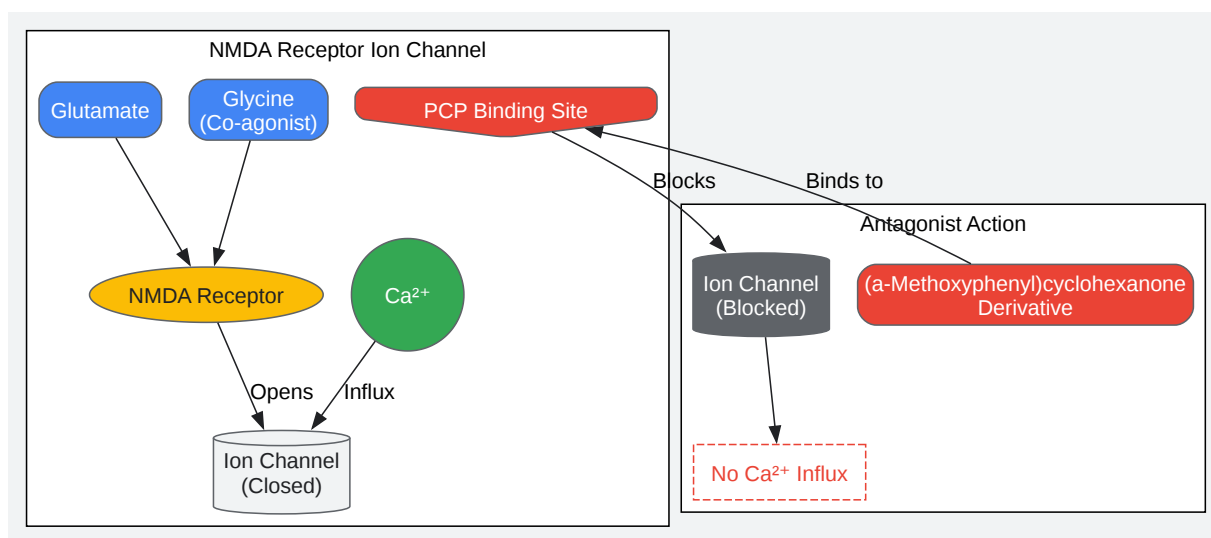 NMDA Receptor Ion Channel
Glutamate
Glycine
(Co-agonist)
PCP Binding Site
Blocks
Binds to
Antagonist Action
NMDA Receptor
Ca²⁺
Ion Channel
(Blocked)
(a-Methoxyphenyl)cyclohexanone
Derivative
Opens
Influx
Ion Channel
(Closed)
No Ca²⁺ Influx